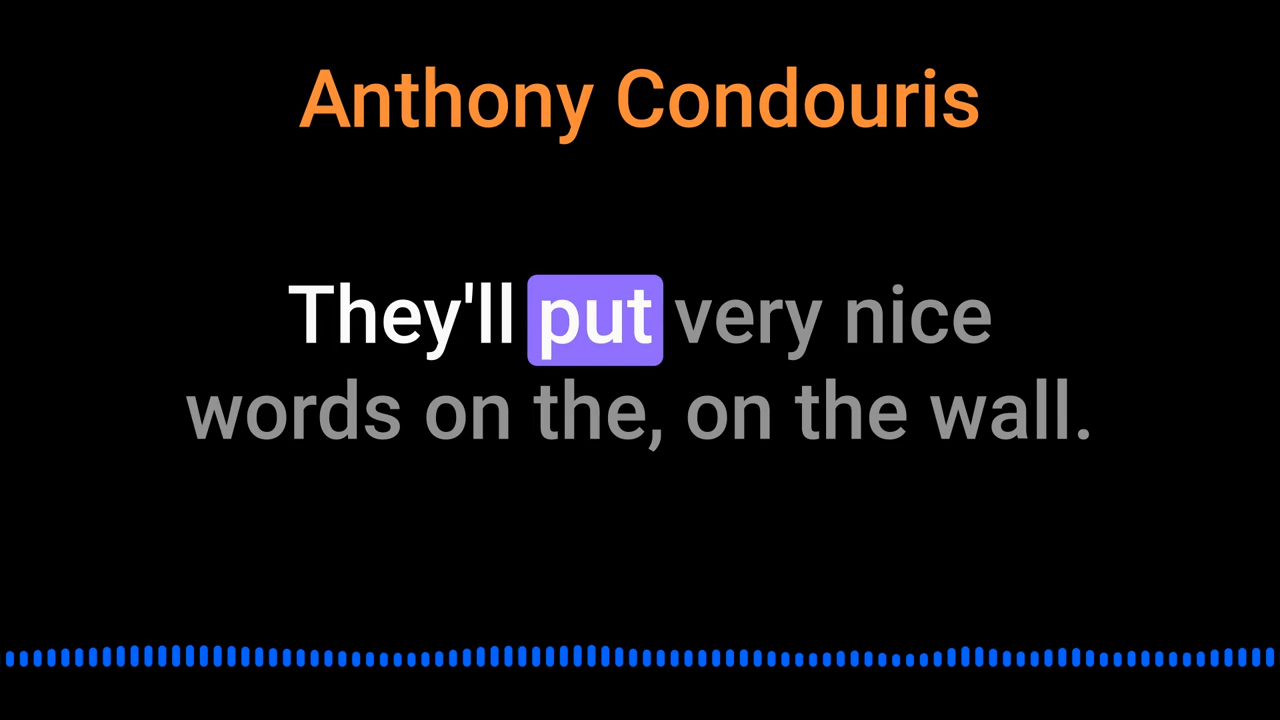 Anthony Condouris
They'll put very nice
words on the, on the wall.